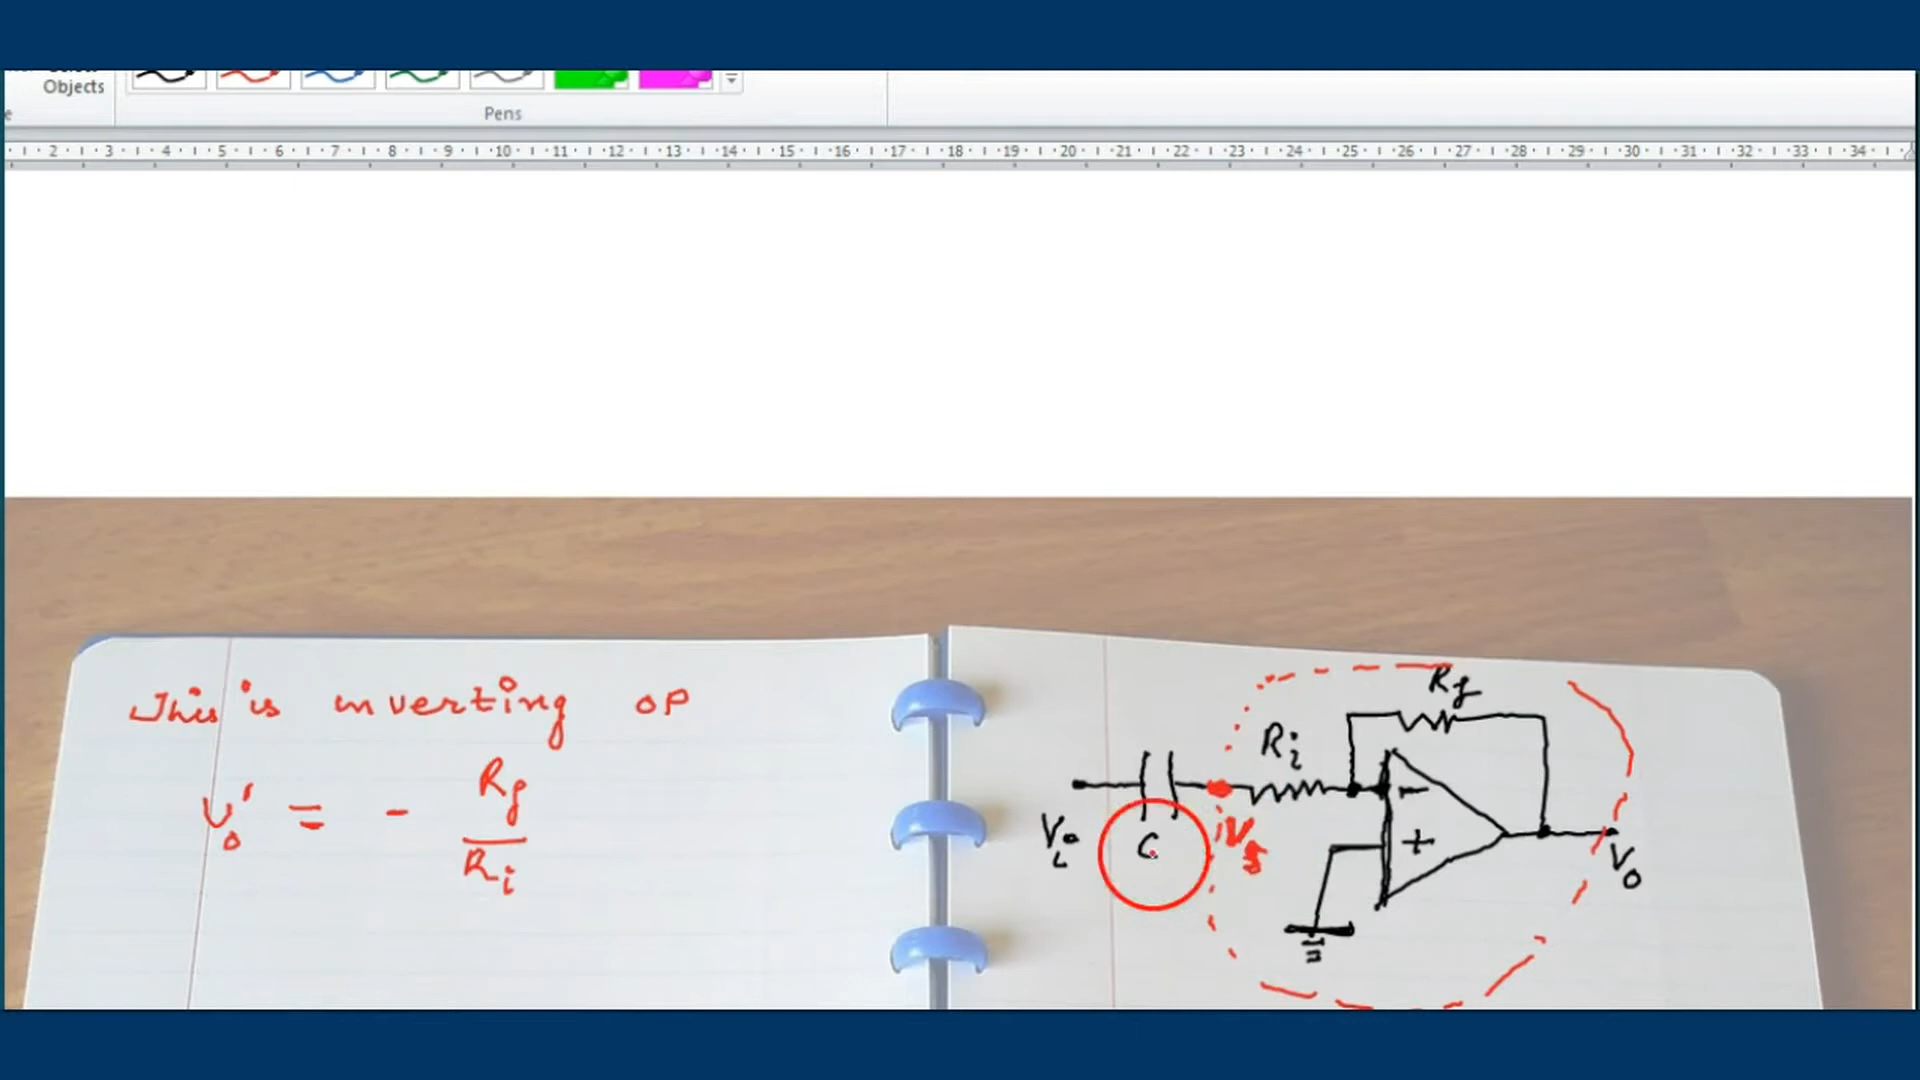 Objects
Pens
2 3 4 5 6 7 8 9 10 11 12 13 14 15 16 17 18 19 20 21 22 23 24 25 26 27 28 29 30 31 32 33 34
This is inverting OP
V₀' = - Rf / Ri
Rf
Ri
Vi
C
Vs
-
+
V₀